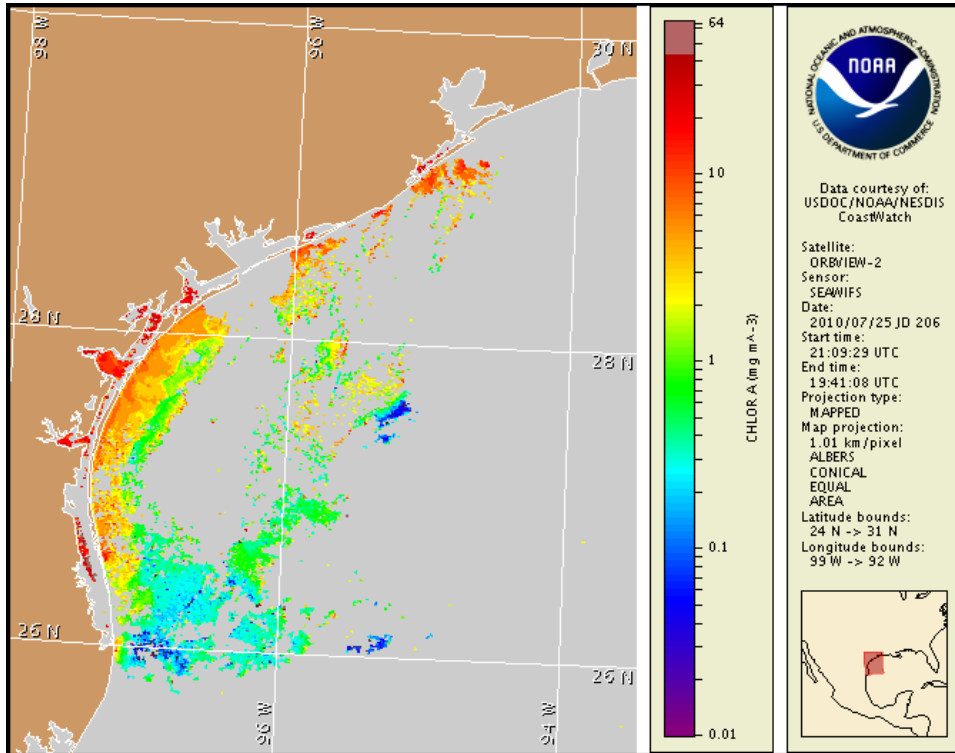 98 W
96 W
30 N
28 N
28 N
26 N
26 N
96 W
94 W
64
10
1
0.1
0.01
CHLOR A (mg m^-3)
NATIONAL OCEANIC AND ATMOSPHERIC ADMINISTRATION
NOAA
U.S. DEPARTMENT OF COMMERCE
Data courtesy of:
USDOC/NOAA/NESDIS
CoastWatch
Satellite:
ORBVIEW-2
Sensor:
SEAWIFS
Date:
2010/07/25 JD 206
Start time:
21:09:29 UTC
End time:
19:41:08 UTC
Projection type:
MAPPED
Map projection:
1.01 km/pixel
ALBERS
CONICAL
EQUAL
AREA
Latitude bounds:
24 N -> 31 N
Longitude bounds:
99 W -> 92 W